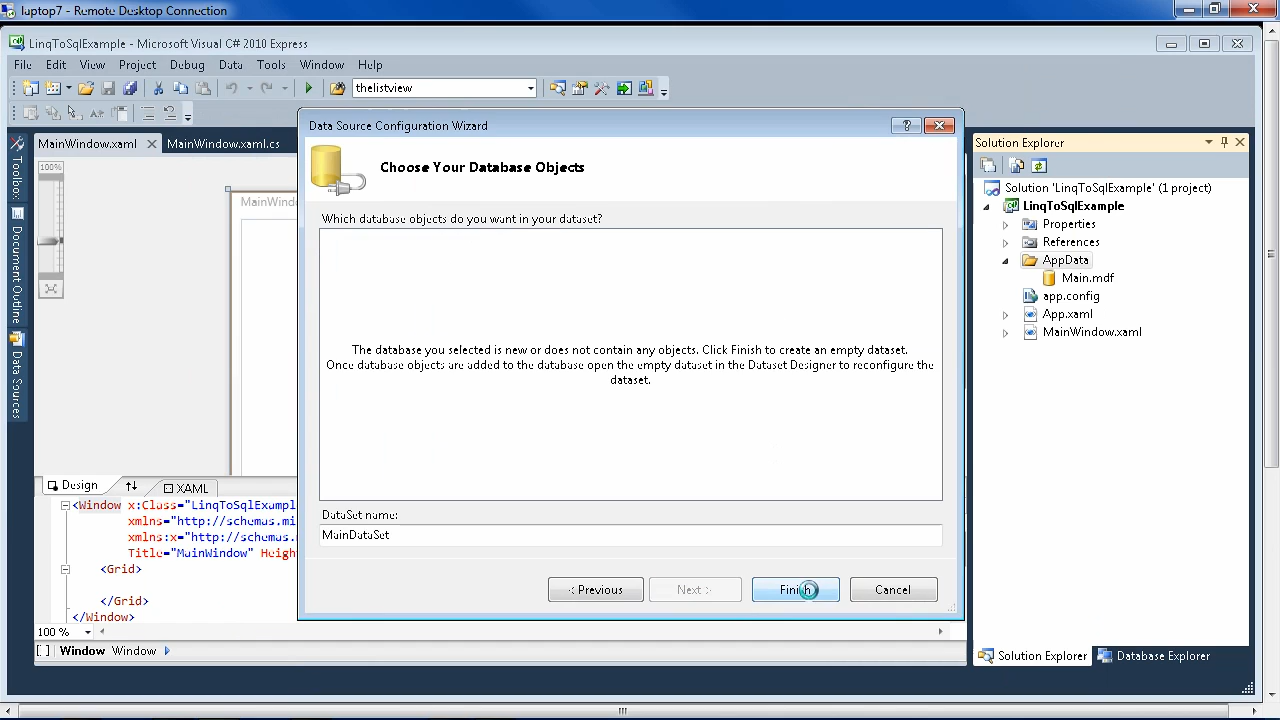 luptop7 - Remote Desktop Connection
LinqToSqlExample - Microsoft Visual C# 2010 Express
File Edit View Project Debug Data Tools Window Help
thelistview
MainWindow.xaml MainWindow.xaml.cs
100%
MainWindo
Toolbox
Document Outline
Data Sources
Design XAML
<Window x:Class="LinqToSqlExampl
xmlns="http://schemas.mi
xmlns:x="http://schemas.
Title="MainWindow" Heigh
<Grid>
</Grid>
</Window>
100 %
Window Window
Data Source Configuration Wizard
Choose Your Database Objects
Which database objects do you want in your dataset?
The database you selected is new or does not contain any objects. Click Finish to create an empty dataset.
Once database objects are added to the database open the empty dataset in the Dataset Designer to reconfigure the
dataset.
DataSet name:
MainDataSet
< Previous Next > Finish Cancel
Solution Explorer
Solution 'LinqToSqlExample' (1 project)
LinqToSqlExample
Properties
References
AppData
Main.mdf
app.config
App.xaml
MainWindow.xaml
Solution Explorer Database Explorer